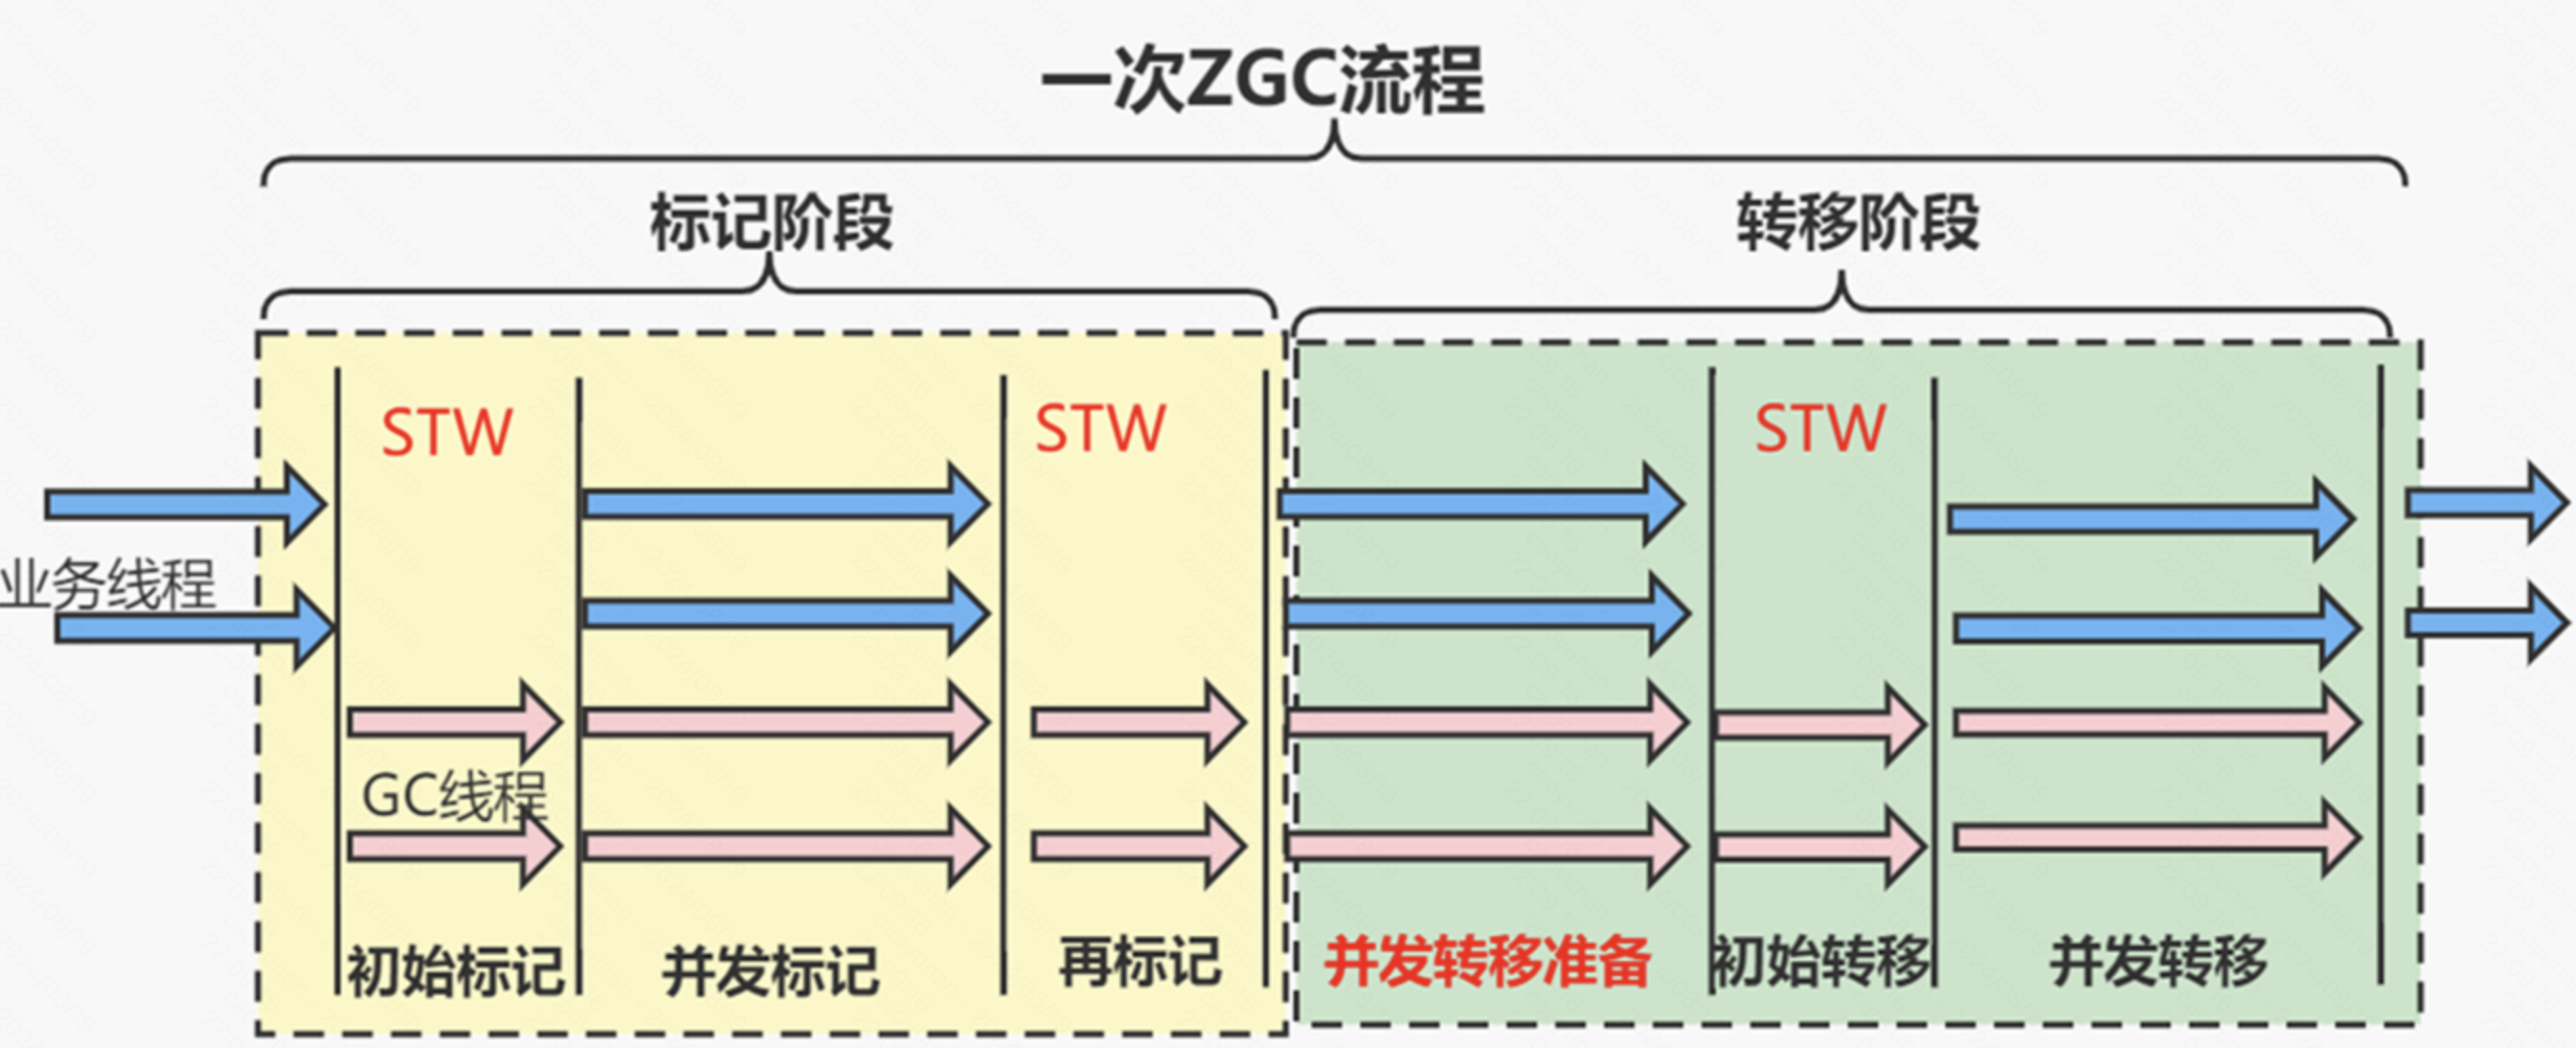 一次ZGC流程
标记阶段
转移阶段
STW
STW
STW
业务线程
GC线程
初始标记
并发标记
再标记
并发转移准备
初始转移
并发转移